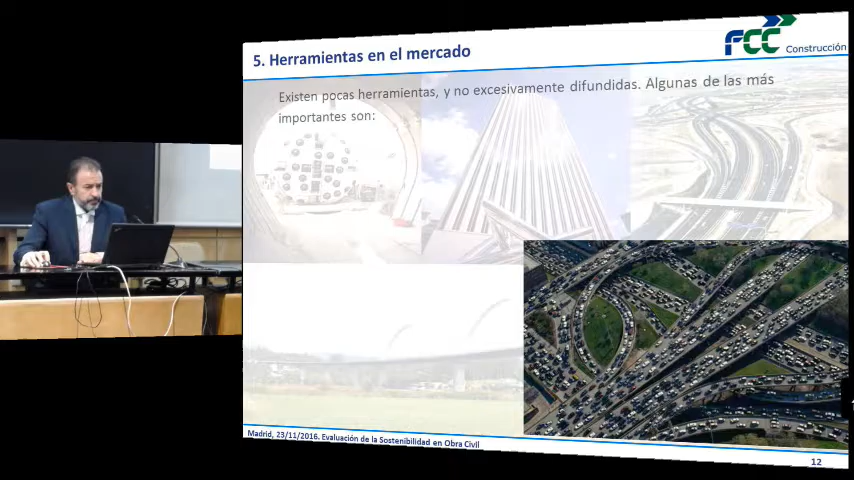 5. Herramientas en el mercado
FCC Construcción
Existen pocas herramientas, y no excesivamente difundidas. Algunas de las más
importantes son:
Madrid, 23/11/2016. Evaluación de la Sostenibilidad en Obra Civil
12